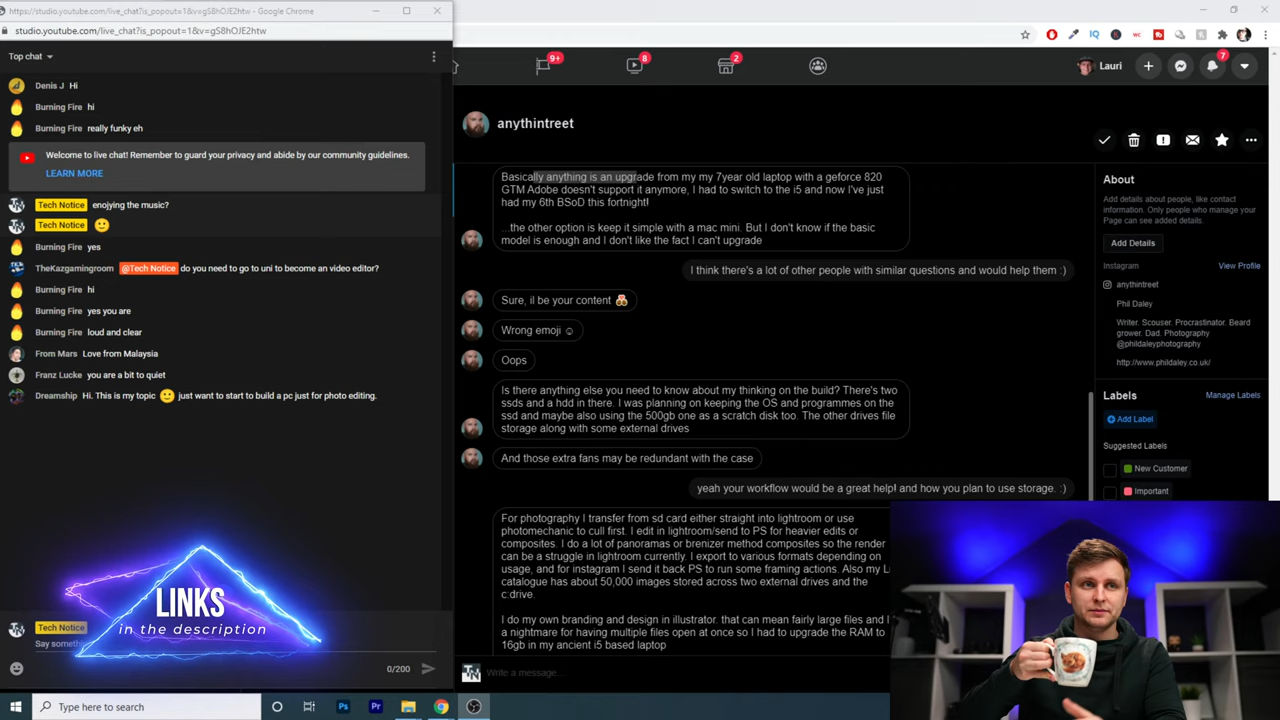 https://studio.youtube.com/live_chat?is_popout=1&v=gS8hOJE2htw - Google Chrome
studio.youtube.com/live_chat?is_popout=1&v=gS8hOJE2htw
Top chat
Denis J Hi
Burning Fire hi
Burning Fire really funky eh
Welcome to live chat! Remember to guard your privacy and abide by our community guidelines.
LEARN MORE
Tech Notice enojying the music?
Tech Notice
Burning Fire yes
TheKazgamingroom @Tech Notice do you need to go to uni to become an video editor?
Burning Fire hi
Burning Fire yes you are
Burning Fire loud and clear
From Mars Love from Malaysia
Franz Lucke you are a bit to quiet
Dreamship Hi. This is my topic just want to start to build a pc just for photo editing.
LINKS
in the description
Tech Notice
Say someth
0/200
9+
8
2
Lauri
7
anythintreet
Basically anything is an upgrade from my my 7year old laptop with a geforce 820
GTM Adobe doesn't support it anymore, I had to switch to the i5 and now I've just
had my 6th BSoD this fortnight!
...the other option is keep it simple with a mac mini. But I don't know if the basic
model is enough and I don't like the fact I can't upgrade
I think there's a lot of other people with similar questions and would help them :)
Sure, il be your content
Wrong emoji ☺
Oops
Is there anything else you need to know about my thinking on the build? There's two
ssds and a hdd in there. I was planning on keeping the OS and programmes on the
ssd and maybe also using the 500gb one as a scratch disk too. The other drives file
storage along with some external drives
And those extra fans may be redundant with the case
yeah your workflow would be a great help! and how you plan to use storage. :)
For photography I transfer from sd card either straight into lightroom or use
photomechanic to cull first. I edit in lightroom/send to PS for heavier edits or
composites. I do a lot of panoramas or brenizer method composites so the render
can be a struggle in lightroom currently. I export to various formats depending on
usage, and for instagram I send it back PS to run some framing actions. Also my L
catalogue has about 50,000 images stored across two external drives and the
c:drive.
I do my own branding and design in illustrator. that can mean fairly large files and I
a nightmare for having multiple files open at once so I had to upgrade the RAM to
16gb in my ancient i5 based laptop
Write a message...
About
Add details about people, like contact
information. Only people who manage your
Page can see added details.
Add Details
Instagram View Profile
anythintreet
Phil Daley
Writer. Scouser. Procrastinator. Beard
grower. Dad. Photography
@phildaleyphotography
http://www.phildaley.co.uk/
Labels Manage Labels
Add Label
Suggested Labels
New Customer
Important
Type here to search
Ps
Pr